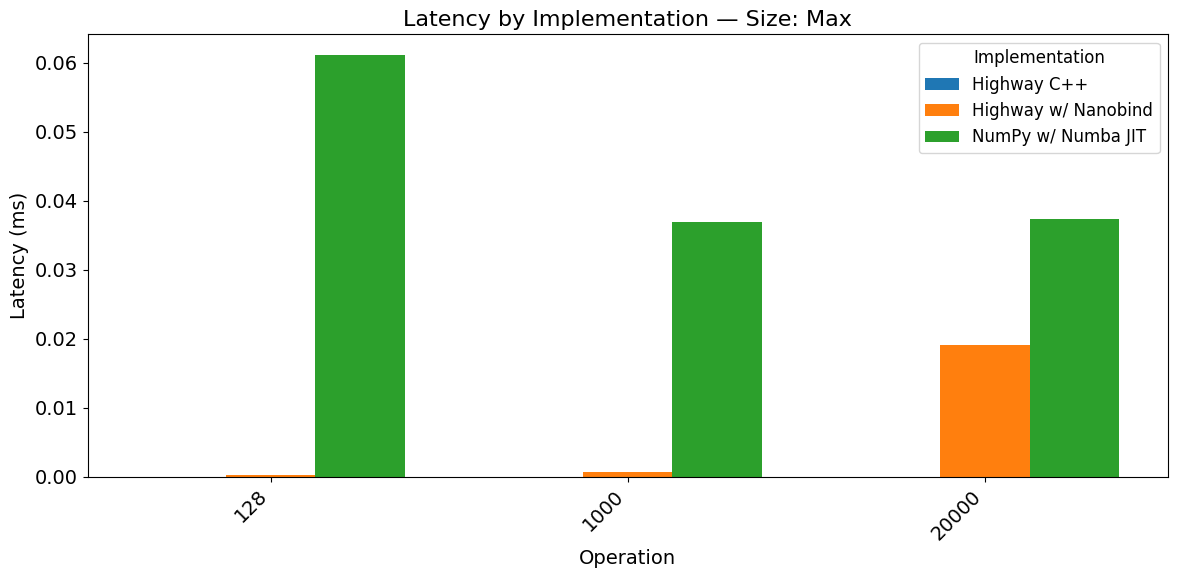 Latency by Implementation — Size: Max
Implementation
Highway C++
Highway w/ Nanobind
NumPy w/ Numba JIT
Latency (ms)
0.06
0.05
0.04
0.03
0.02
0.01
0.00
128
1000
20000
Operation